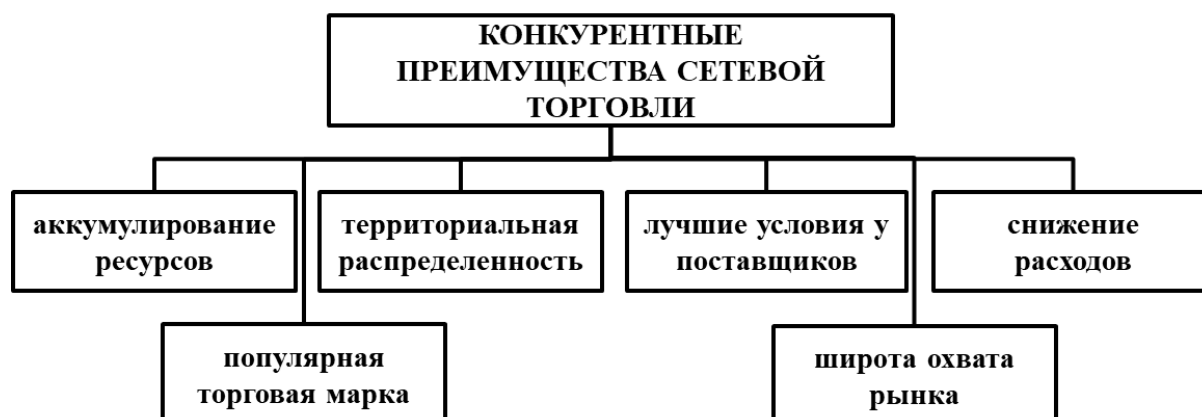 КОНКУРЕНТНЫЕ
ПРЕИМУЩЕСТВА СЕТЕВОЙ
ТОРГОВЛИ
аккумулирование
ресурсов
территориальная
распределенность
лучшие условия у
поставщиков
снижение
расходов
популярная
торговая марка
широта охвата
рынка